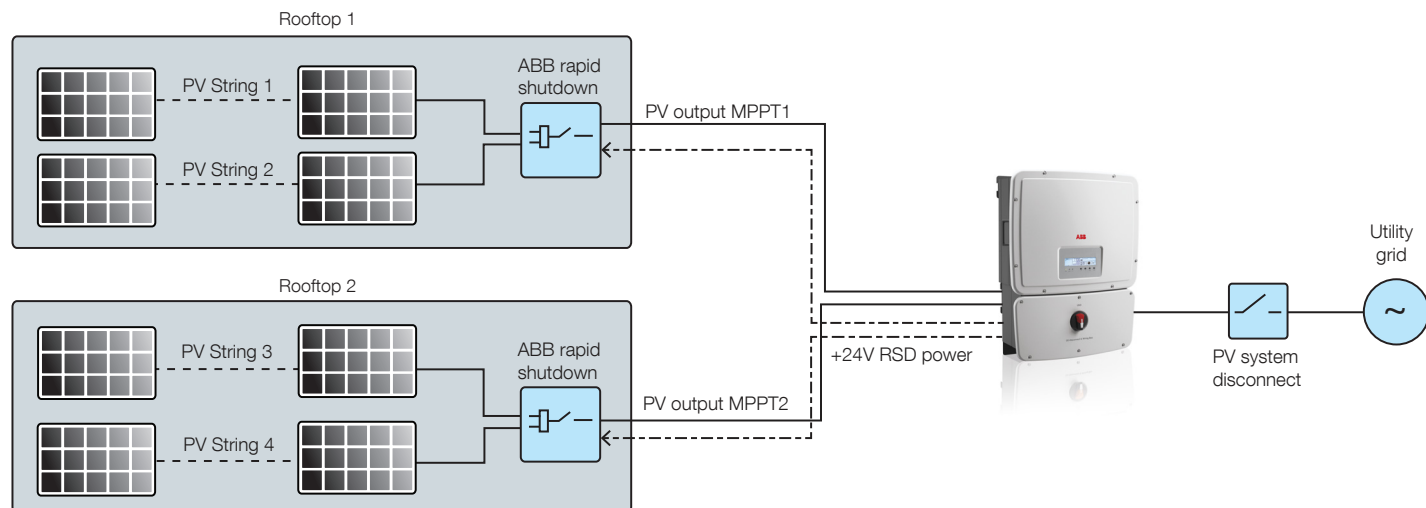 Rooftop 1
PV String 1
PV String 2
ABB rapid
shutdown
PV output MPPT1
Rooftop 2
PV String 3
PV String 4
ABB rapid
shutdown
PV output MPPT2
+24V RSD power
ABB
PV system
disconnect
Utility
grid
~